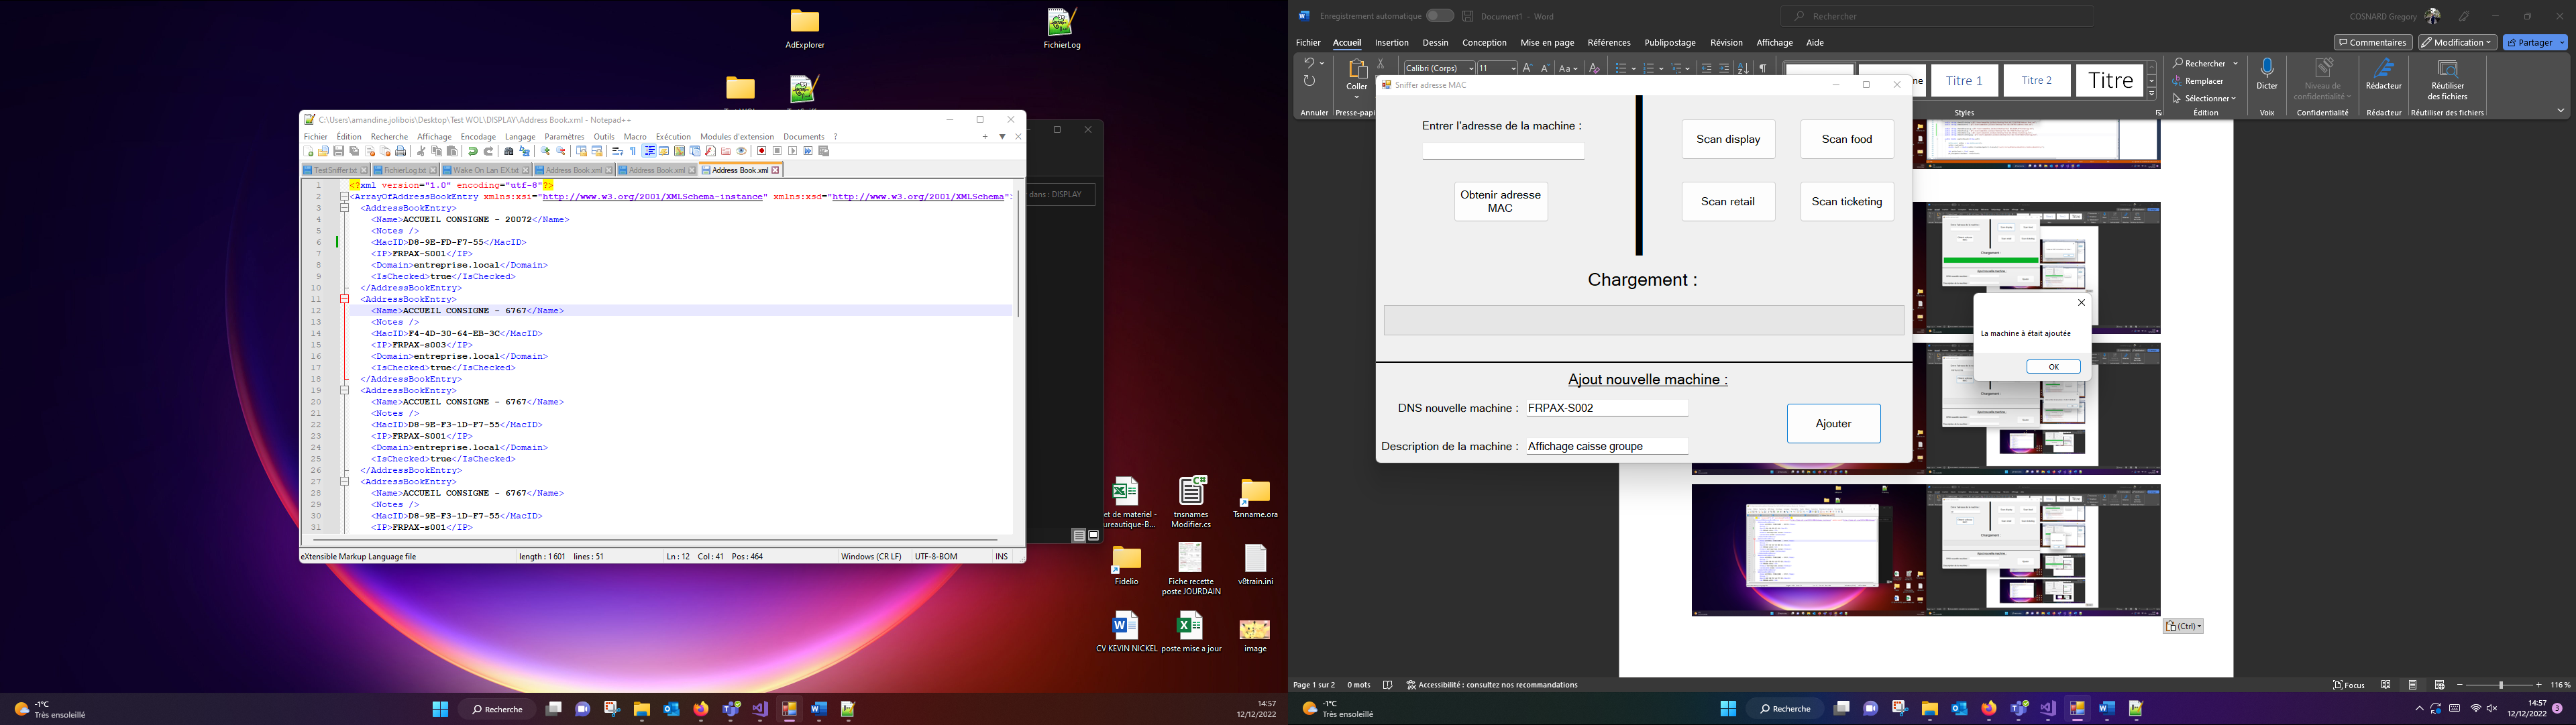 AdExplorer
FichierLog
C:\Users\amandine.jolibois\Desktop\Test WOL\DISPLAY\Address Book.xml - Notepad++
Fichier Édition Recherche Affichage Encodage Langage Paramètres Outils Macro Exécution Modules d'extension Documents ?
TestSniffer.txt FichierLog.txt Wake On Lan EX.txt Address Book.xml Address Book.xml Address Book.xml
1 <?xml version="1.0" encoding="utf-8"?>
2 <ArrayOfAddressBookEntry xmlns:xsi="http://www.w3.org/2001/XMLSchema-instance" xmlns:xsd="http://www.w3.org/2001/XMLSchema"
3 <AddressBookEntry>
4 <Name>ACCUEIL CONSIGNE - 20072</Name>
5 <Notes />
6 <MacID>D8-9E-FD-F7-55</MacID>
7 <IP>FRPAX-S001</IP>
8 <Domain>entreprise.local</Domain>
9 <IsChecked>true</IsChecked>
10 </AddressBookEntry>
11 <AddressBookEntry>
12 <Name>ACCUEIL CONSIGNE - 6767</Name>
13 <Notes />
14 <MacID>F4-4D-30-64-EB-3C</MacID>
15 <IP>FRPAX-s003</IP>
16 <Domain>entreprise.local</Domain>
17 <IsChecked>true</IsChecked>
18 </AddressBookEntry>
19 <AddressBookEntry>
20 <Name>ACCUEIL CONSIGNE - 6767</Name>
21 <Notes />
22 <MacID>D8-9E-F3-1D-F7-55</MacID>
23 <IP>FRPAX-S001</IP>
24 <Domain>entreprise.local</Domain>
25 <IsChecked>true</IsChecked>
26 </AddressBookEntry>
27 <AddressBookEntry>
28 <Name>ACCUEIL CONSIGNE - 6767</Name>
29 <Notes />
30 <MacID>D8-9E-F3-1D-F7-55</MacID>
31 <IP>FRPAX-s001</IP>
eXtensible Markup Language file length : 1 601 lines : 51 Ln : 12 Col : 41 Pos : 464 Windows (CR LF) UTF-8-BOM INS
dans : DISPLAY
et de materiel -
ureautique-B...
tnsnames
Modifier.cs
Tsnname.ora
Fidelio
Fiche recette
poste JOURDAIN
v8train.ini
CV KEVIN NICKEL
poste mise a jour
image
-1°C
Très ensoleillé
Recherche
14:57
12/12/2022
Enregistrement automatique Document1 - Word Rechercher COSNARD Gregory
Fichier Accueil Insertion Dessin Conception Mise en page Références Publipostage Révision Affichage Aide Commentaires Modification Partager
Calibri (Corps) 11 Aa
Coller
Titre 1 Titre 2 Titre
Rechercher
Remplacer
Sélectionner
Dicter
Niveau de
confidentialité
Rédacteur
Réutiliser
des fichiers
Annuler Presse-papi Styles Édition Voix Confidentialité Rédacteur Réutiliser des fichiers
Sniffer adresse MAC
Entrer l'adresse de la machine :
Obtenir adresse
MAC
Scan display Scan food
Scan retail Scan ticketing
Chargement :
Ajout nouvelle machine :
DNS nouvelle machine : FRPAX-S002
Description de la machine : Affichage caisse groupe
Ajouter
La machine à était ajoutée
OK
(Ctrl)
Page 1 sur 2 0 mots Accessibilité : consultez nos recommandations Focus 116 %
-1°C
Très ensoleillé
Recherche
14:57
12/12/2022
3